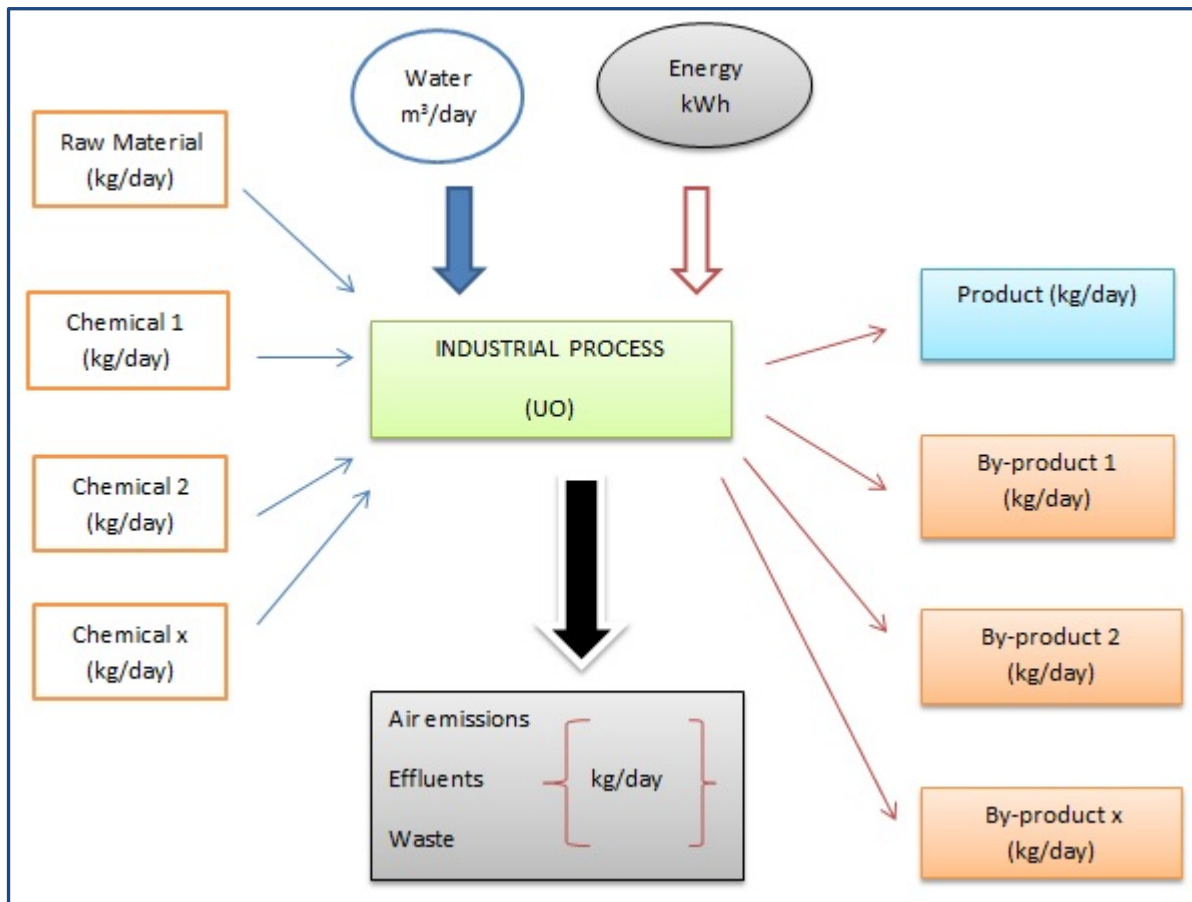 Water
m³/day
Energy
kWh
Raw Material
(kg/day)
Chemical 1
(kg/day)
Chemical 2
(kg/day)
Chemical x
(kg/day)
INDUSTRIAL PROCESS
(UO)
Product (kg/day)
By-product 1
(kg/day)
By-product 2
(kg/day)
By-product x
(kg/day)
Air emissions
Effluents
kg/day
Waste